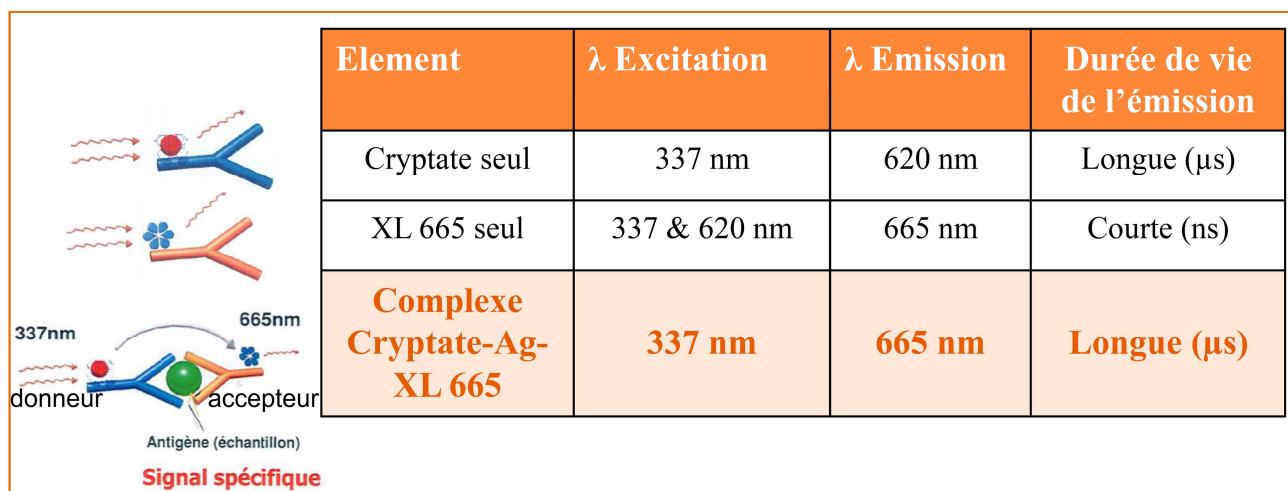 Element λ Excitation λ Emission Durée de vie
de l’émission
Cryptate seul 337 nm 620 nm Longue (µs)
XL 665 seul 337 & 620 nm 665 nm Courte (ns)
Complexe
Cryptate-Ag-
XL 665
337 nm 665 nm Longue (µs)
337nm 665nm
donneur accepteur
Antigène (échantillon)
Signal spécifique